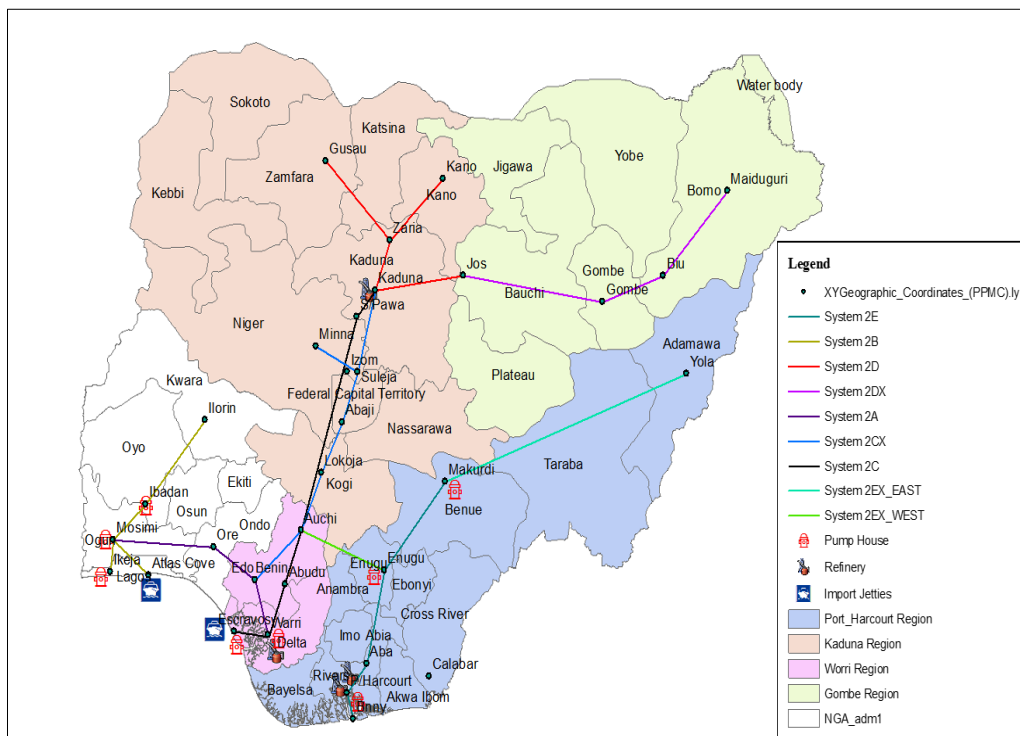 Water body
Sokoto
Katsina
Gusau
Kano
Jigawa
Yobe
Zamfara
Kano
Maiduguri
Kebbi
Borno
Zaria
Kaduna
Jos
Gombe
Biu
Kaduna
Bauchi
Gombe
Pawa
Niger
Minna
Adamawa
Izom
Suleja
Yola
Plateau
Kwara
Federal Capital Territory
Ilorin
Abaji
Nassarawa
Oyo
Lokoja
Taraba
Ekiti
Kogi
Makurdi
Ibadan
Osun
Benue
Mosimi
Ondo
Auchi
Ore
Ikeja
Atlas Cove
Edo
Benin
Abudu
Enugu
Enugu
Anambra
Ebonyi
Lagos
Cross River
Escravos
Warri
Delta
Imo
Abia
Aba
Calabar
Rivers
P/Harcourt
Bayelsa
Akwa Ibom
Bnny
Legend
XYGeographic_Coordinates_(PPMC).ly
System 2E
System 2B
System 2D
System 2DX
System 2A
System 2CX
System 2C
System 2EX_EAST
System 2EX_WEST
Pump House
Refinery
Import Jetties
Port_Harcourt Region
Kaduna Region
Worri Region
Gombe Region
NGA_adm1